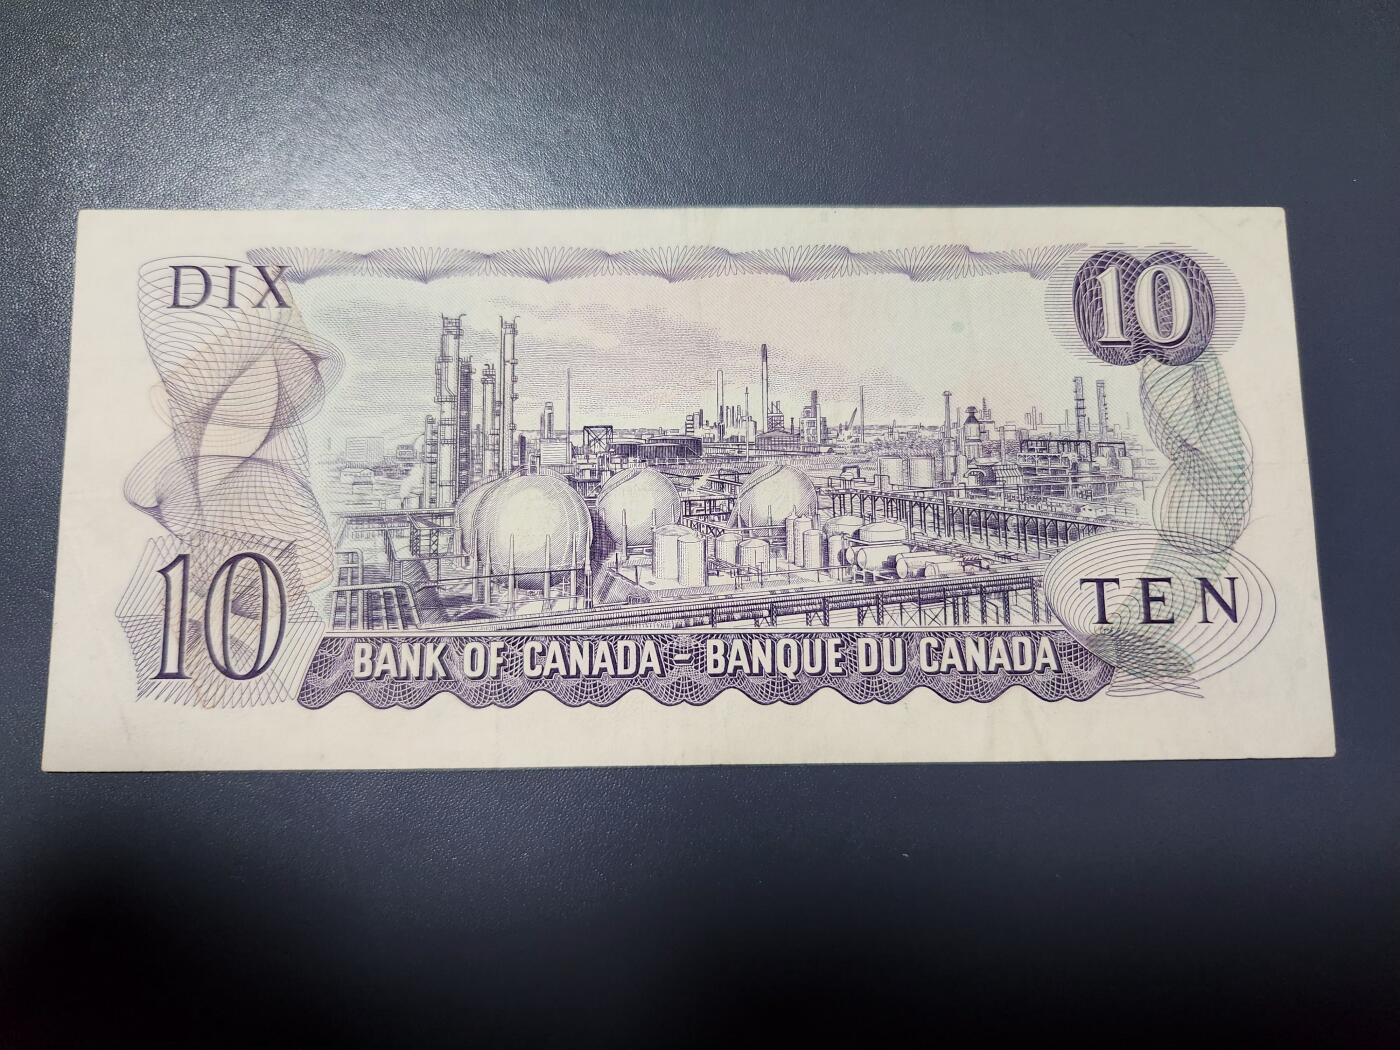 DIX
10
10
TEN
BANK OF CANADA - BANQUE DU CANADA